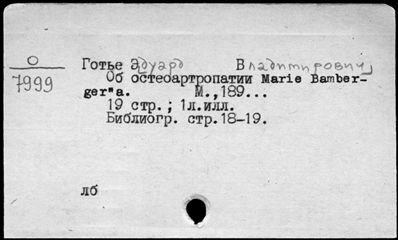 О
7999
Готье Эдуард Владимирович
Об остеоартропатии Marie Bamber-
ger"а. М.,189...
19 стр.; 1л.илл.
Библиогр. стр.18-19.
лб